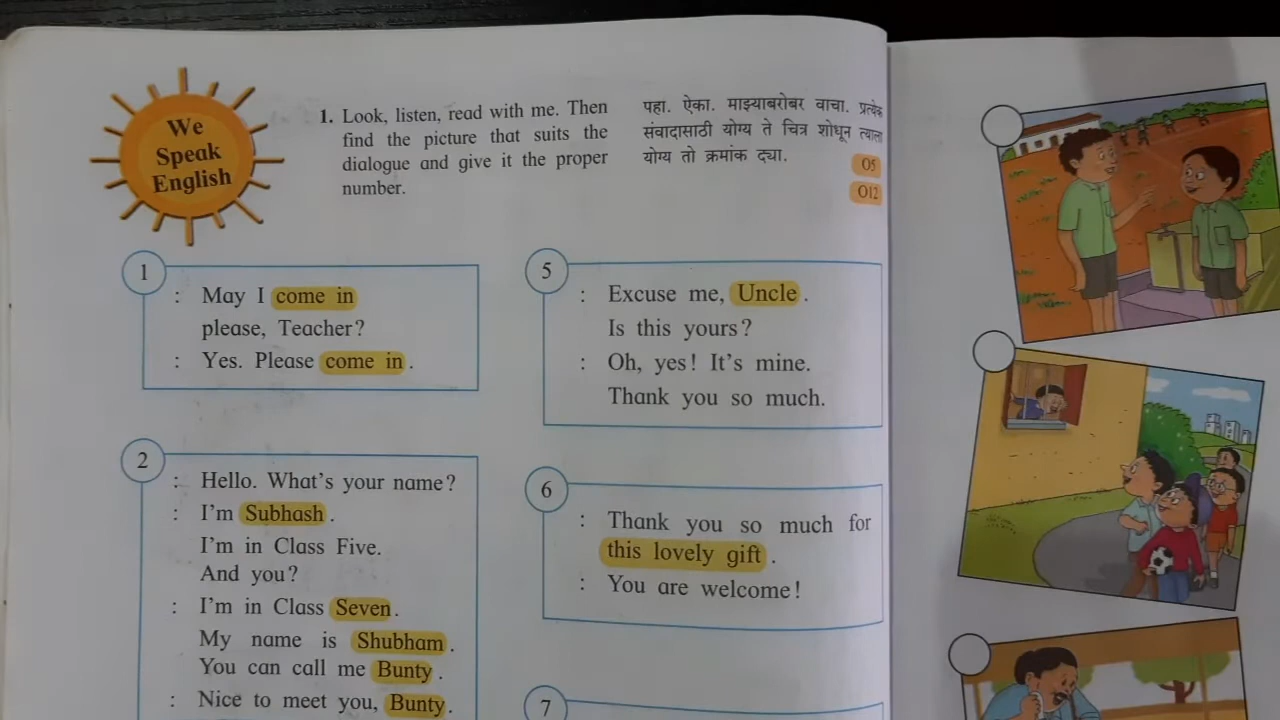 We
Speak
English
1. Look, listen, read with me. Then
find the picture that suits the
dialogue and give it the proper
number.
पहा. ऐका. माझ्याबरोबर वाचा. प्रत्येक
संवादासाठी योग्य ते चित्र शोधून त्याला
योग्य तो क्रमांक द्या.
O5
O12
1
: May I come in
please, Teacher?
: Yes. Please come in.
2
: Hello. What's your name?
: I'm Subhash.
I'm in Class Five.
And you?
: I'm in Class Seven.
My name is Shubham.
You can call me Bunty.
: Nice to meet you, Bunty.
5
: Excuse me, Uncle.
Is this yours?
: Oh, yes! It's mine.
Thank you so much.
6
: Thank you so much for
this lovely gift.
: You are welcome!
7